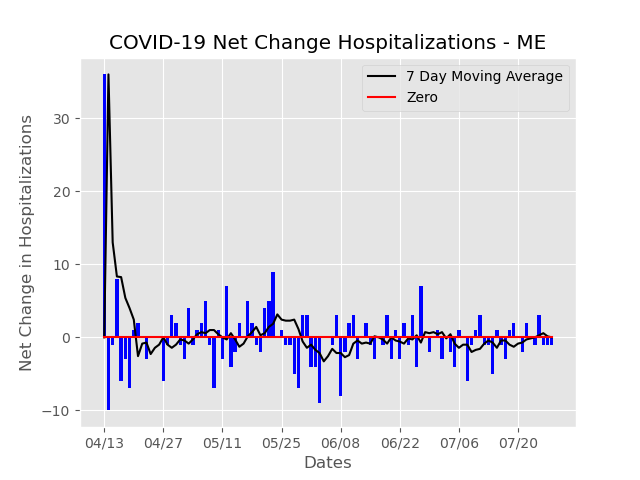 COVID-19 Net Change Hospitalizations - ME
7 Day Moving Average
Zero
Net Change in Hospitalizations
30
20
10
0
−10
04/13 04/27 05/11 05/25 06/08 06/22 07/06 07/20
Dates